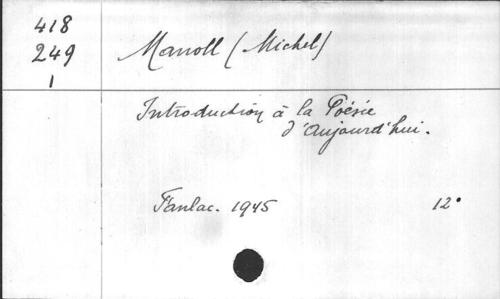 418
249
1
Manoll (Michel)
Introduction à la Poésie
d'aujourd'hui.
Fanlac. 1945 12°